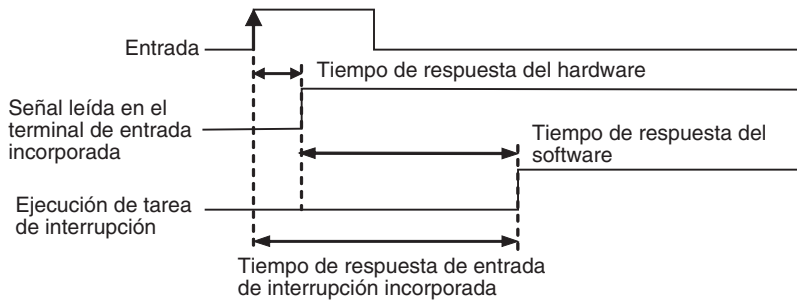 Entrada
Tiempo de respuesta del hardware
Señal leída en el
terminal de entrada
incorporada
Tiempo de respuesta del
software
Ejecución de tarea
de interrupción
Tiempo de respuesta de entrada
de interrupción incorporada